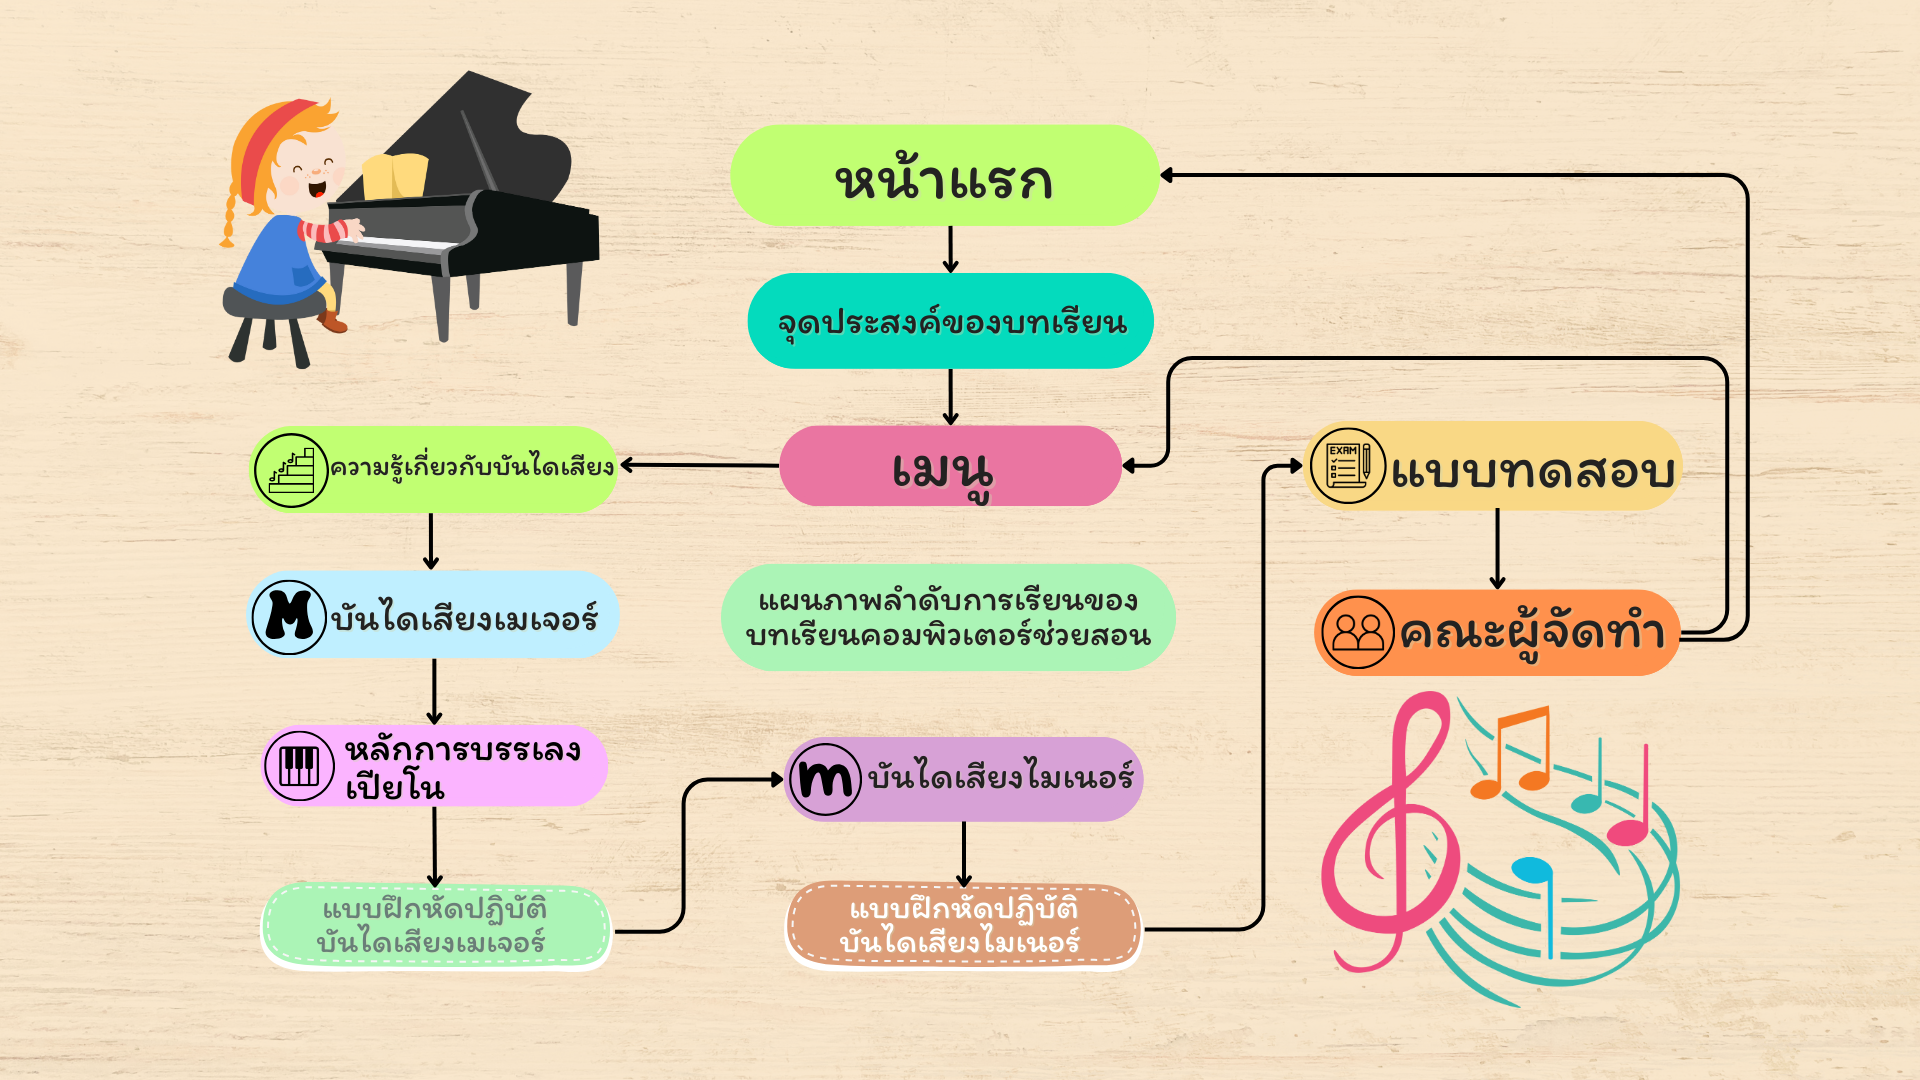 หน้าแรก
จุดประสงค์ของบทเรียน
เมนู
ความรู้เกี่ยวกับบันไดเสียง
M
บันไดเสียงเมเจอร์
หลักการบรรเลง
เปียโน
แบบฝึกหัดปฏิบัติ
บันไดเสียงเมเจอร์
แผนภาพลำดับการเรียนของ
บทเรียนคอมพิวเตอร์ช่วยสอน
m
บันไดเสียงไมเนอร์
แบบฝึกหัดปฏิบัติ
บันไดเสียงไมเนอร์
EXAM
แบบทดสอบ
คณะผู้จัดทำ